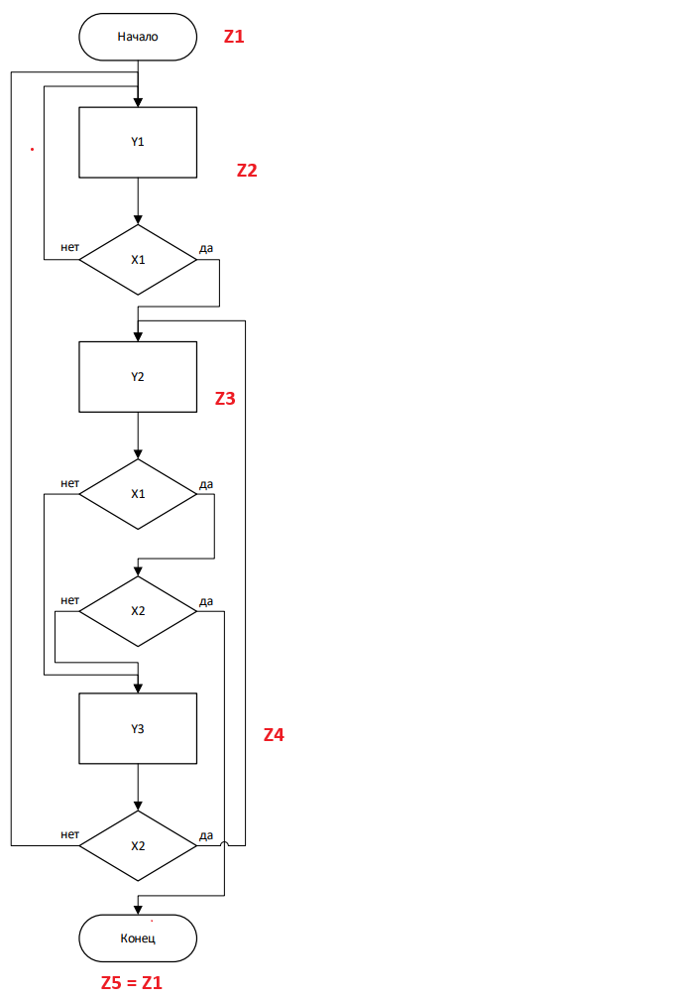 Начало
Z1
Y1
Z2
нет
X1
да
Y2
Z3
нет
X1
да
нет
X2
да
Y3
Z4
нет
X2
да
Конец
Z5 = Z1